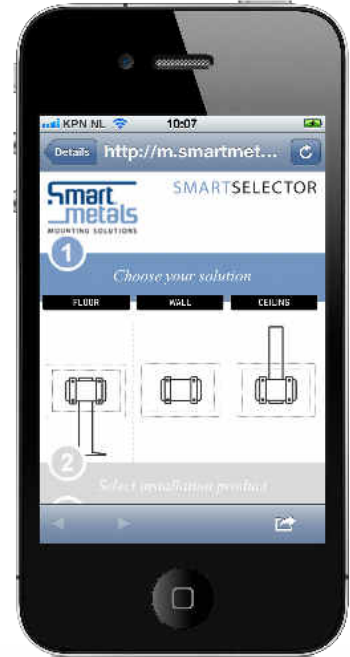 KPN NL 10:07
Details http://m.smartmet...
Smart
metals
MOUNTING SOLUTIONS
SMARTSELECTOR
1
Choose your solution
FLOOR WALL CEILING
2
Select installation product